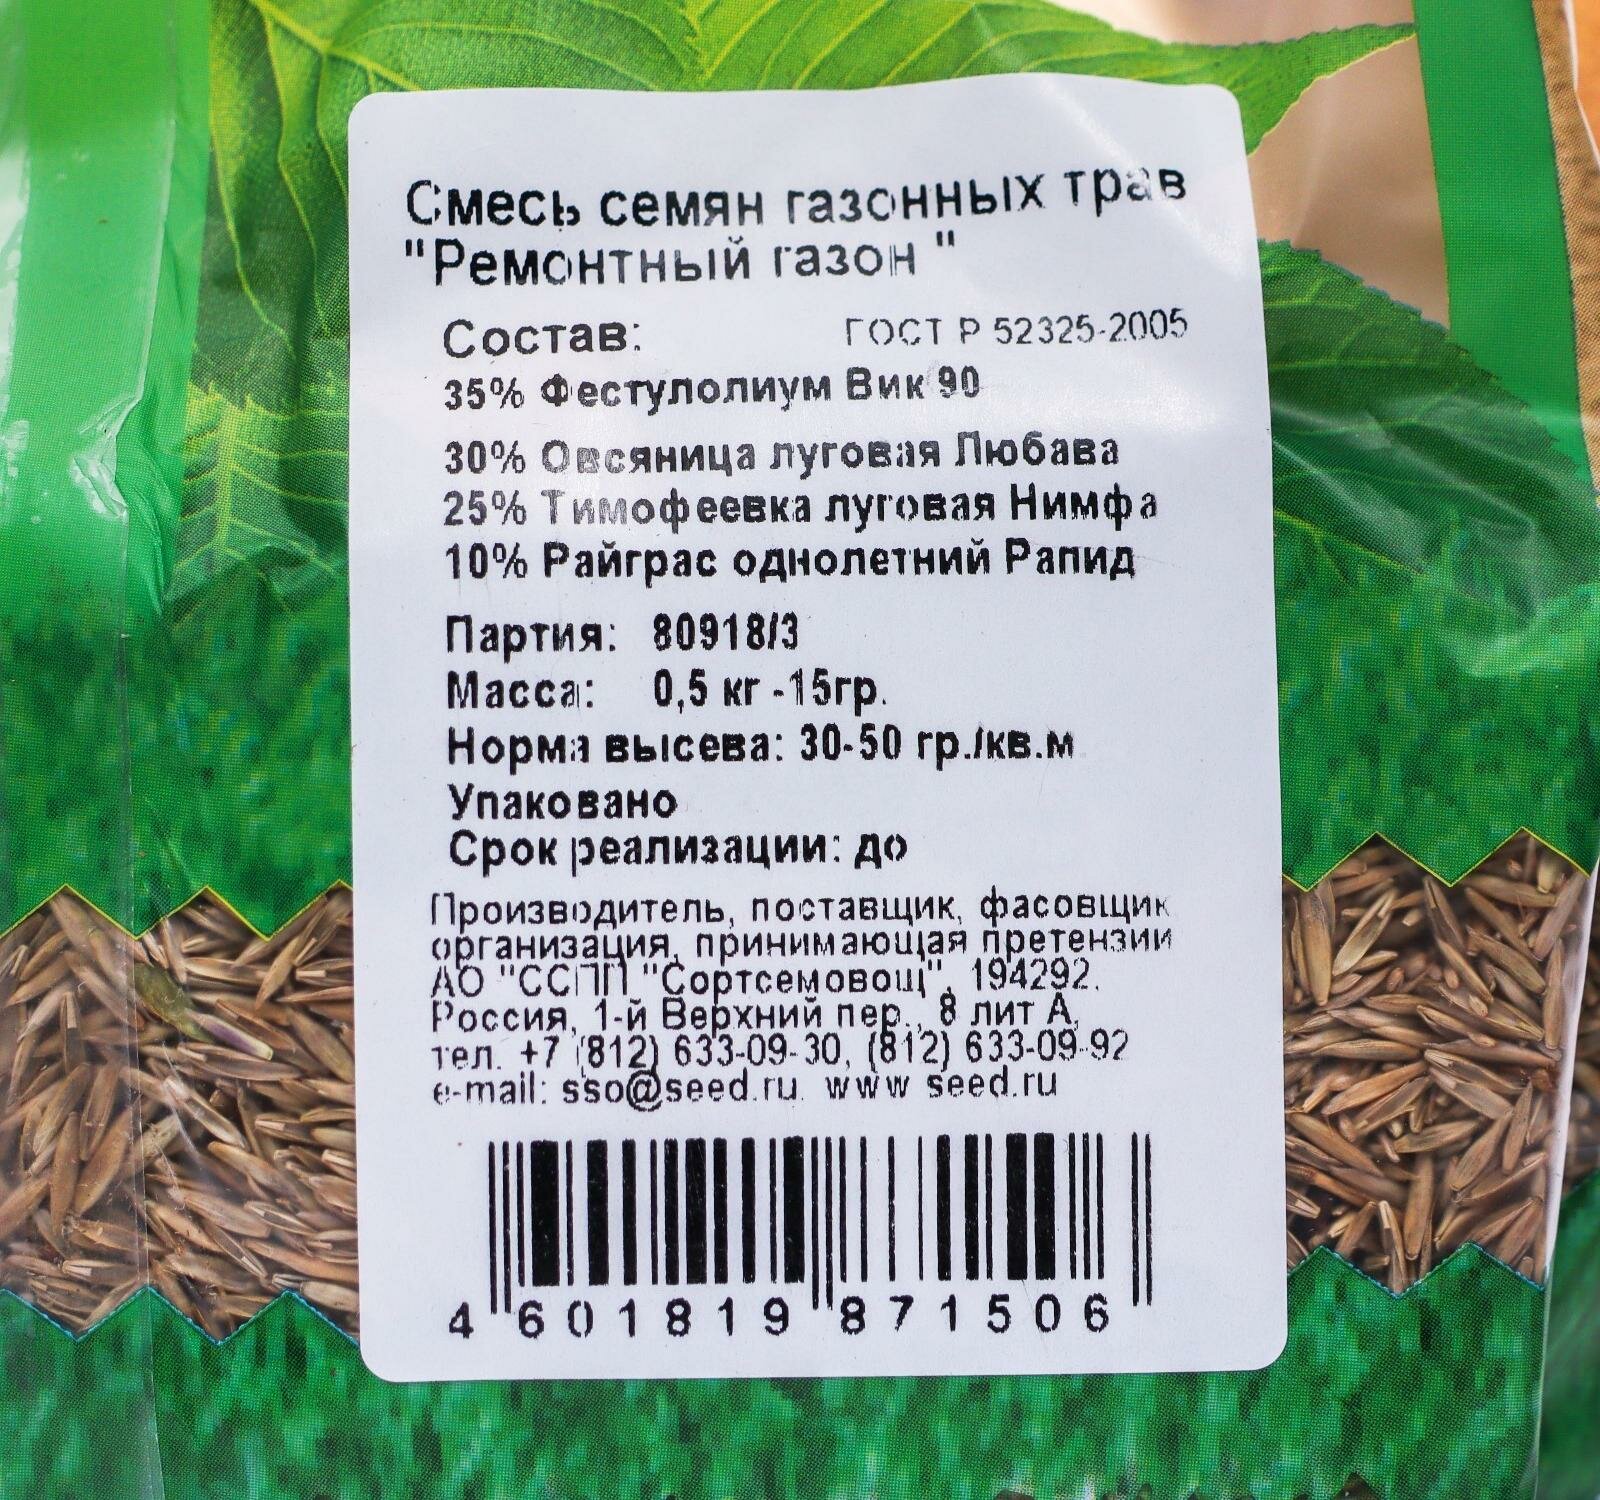 Смесь семян газонных трав
"Ремонтный газон "
Состав: ГОСТ Р 52325-2005
35% Фестулолиум Вик 90
30% Овсяница луговая Любава
25% Тимофеевка луговая Нимфа
10% Райграс однолетний Рапид
Партия: 80918/3
Масса: 0,5 кг -15гр.
Норма высева: 30-50 гр./кв.м
Упаковано
Срок реализации: до
Производитель, поставщик, фасовщик
организация, принимающая претензии
АО "ССПП "Сортсемовощ", 194292.
Россия, 1-й Верхний пер., 8 лит А,
тел. +7 (812) 633-09-30, (812) 633-09-92
e-mail: sso@seed.ru. www seed.ru
4 601819 871506